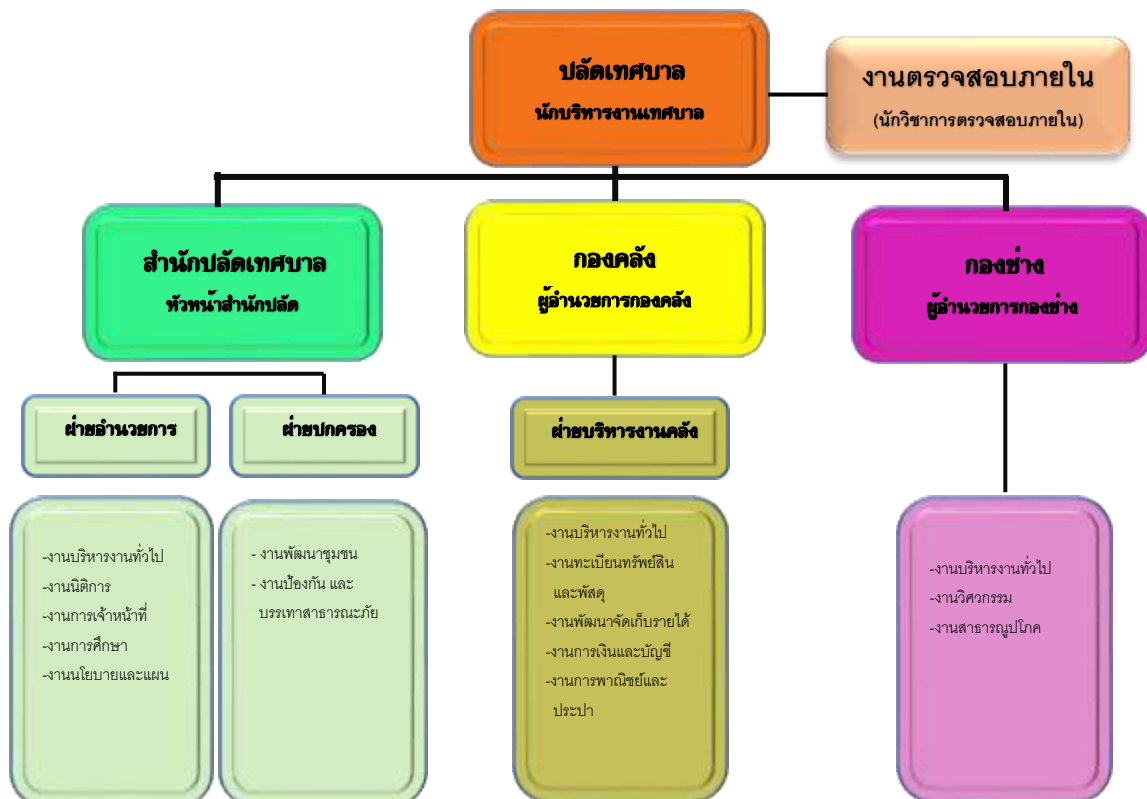 ปลัดเทศบาล
นักบริหารงานเทศบาล
งานตรวจสอบภายใน
(นักวิชาการตรวจสอบภายใน)
สำนักปลัดเทศบาล
หัวหน้าสำนักปลัด
กองคลัง
ผู้อำนวยการกองคลัง
กองช่าง
ผู้อำนวยการกองช่าง
ฝ่ายอำนวยการ
ฝ่ายปกครอง
ฝ่ายบริหารงานคลัง
-งานบริหารงานทั่วไป
-งานนิติการ
-งานการเจ้าหน้าที่
-งานการศึกษา
-งานนโยบายและแผน
- งานพัฒนาชุมชน
- งานป้องกัน และ
บรรเทาสาธารณะภัย
-งานบริหารงานทั่วไป
-งานทะเบียนทรัพย์สิน
และพัสดุ
-งานพัฒนาจัดเก็บรายได้
-งานการเงินและบัญชี
-งานการพาณิชย์และ
ประปา
-งานบริหารงานทั่วไป
-งานวิศวกรรม
-งานสาธารณูปโภค